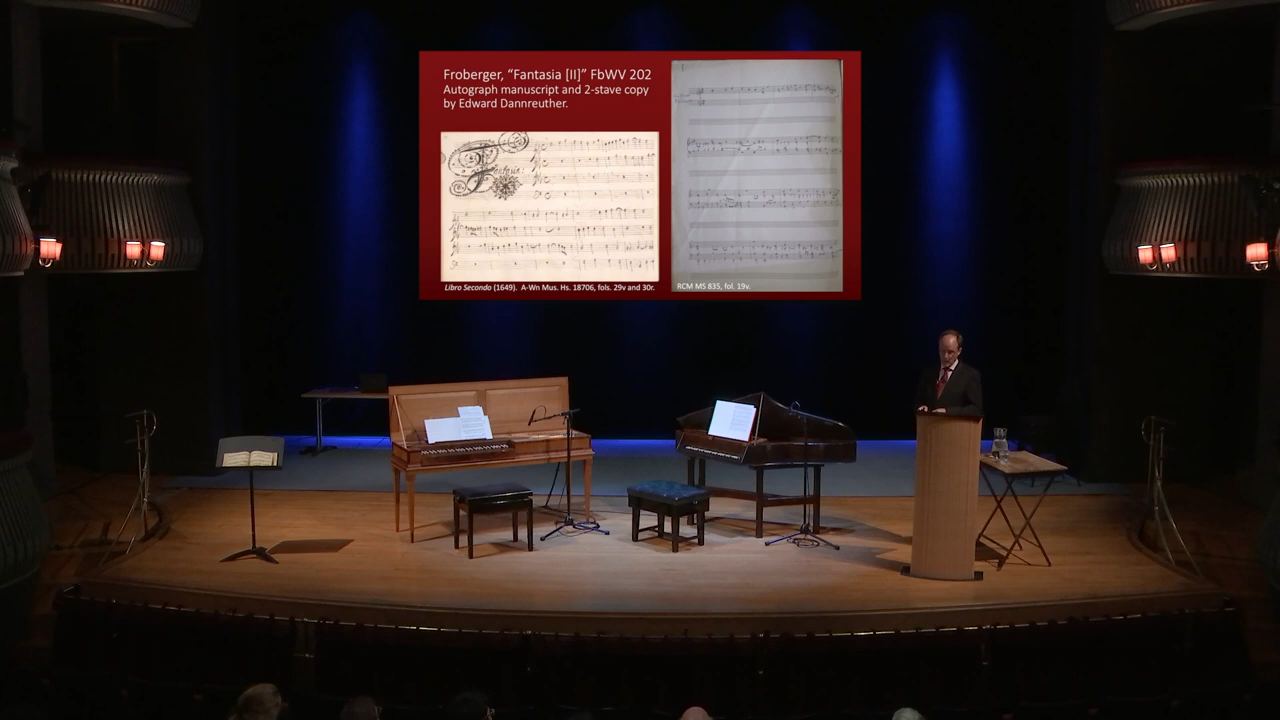 Froberger, “Fantasia [II]” FbWV 202
Autograph manuscript and 2-stave copy
by Edward Dannreuther.
Fantasia:
Libro Secondo (1649). A-Wn Mus. Hs. 18706, fols. 29v and 30r.
RCM MS 835, fol. 19v.